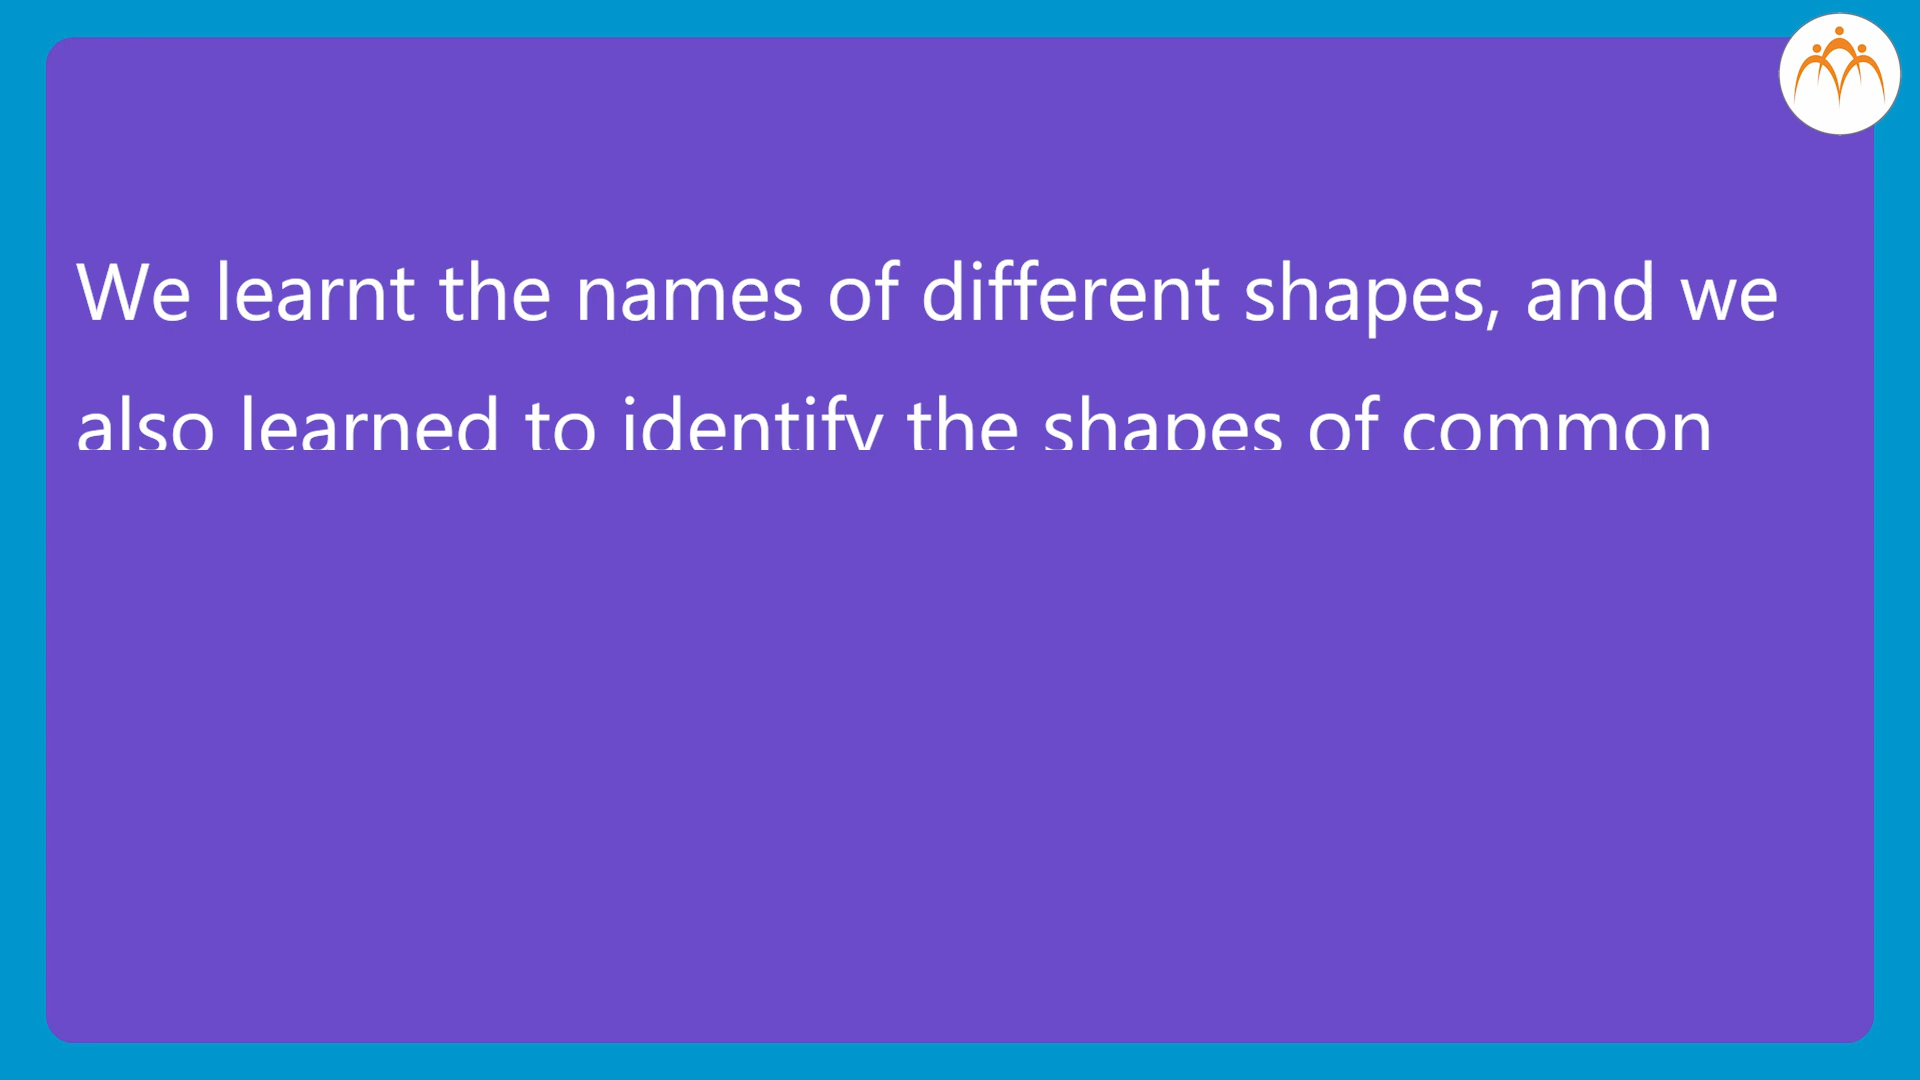 We learnt the names of different shapes, and we
also learned to identify the shapes of common